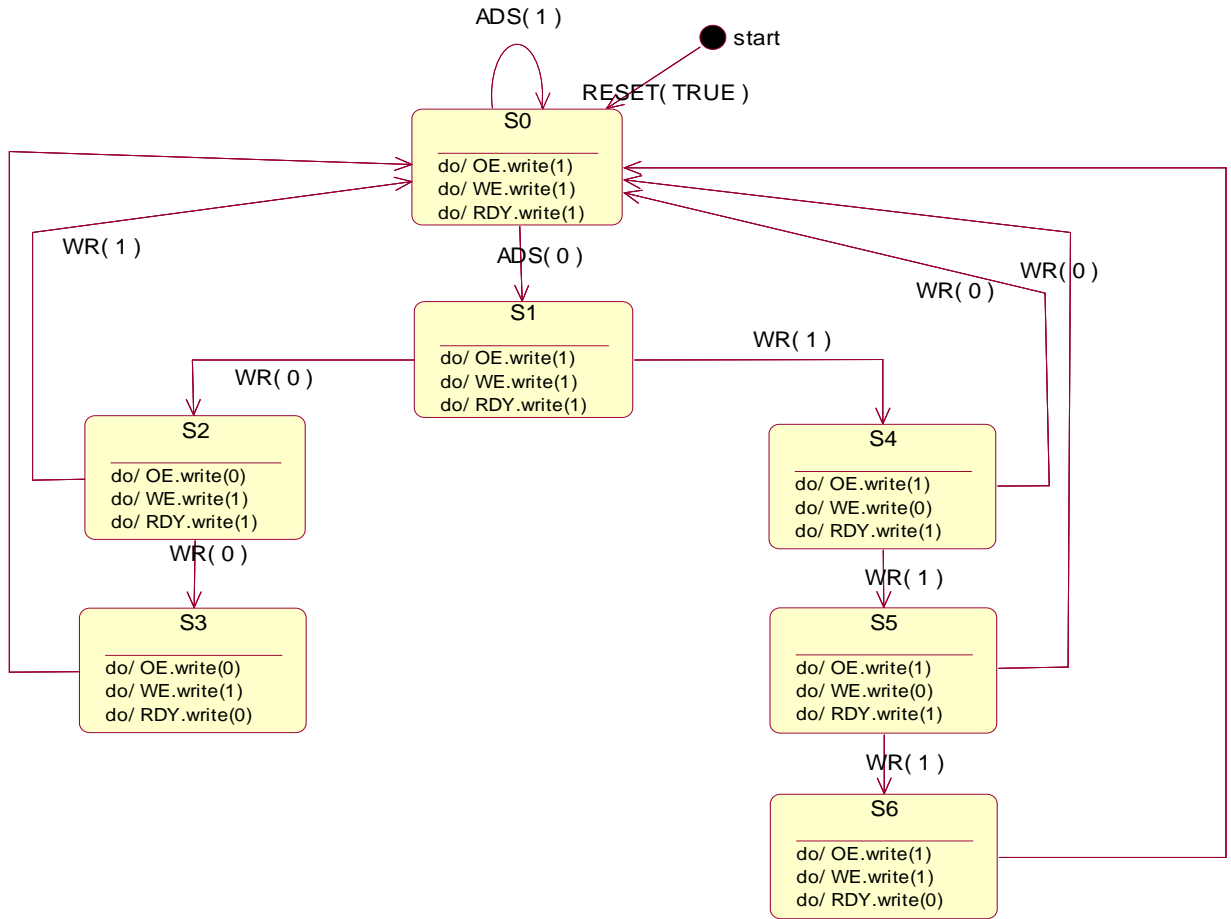 ADS( 1 )
start
RESET( TRUE )
S0
do/ OE.write(1)
do/ WE.write(1)
do/ RDY.write(1)
WR( 1 )
ADS( 0 )
WR( 0 )
WR( 0 )
S1
do/ OE.write(1)
do/ WE.write(1)
do/ RDY.write(1)
WR( 0 )
WR( 1 )
S2
do/ OE.write(0)
do/ WE.write(1)
do/ RDY.write(1)
S4
do/ OE.write(1)
do/ WE.write(0)
do/ RDY.write(1)
WR( 0 )
WR( 1 )
S3
do/ OE.write(0)
do/ WE.write(1)
do/ RDY.write(0)
S5
do/ OE.write(1)
do/ WE.write(0)
do/ RDY.write(1)
WR( 1 )
S6
do/ OE.write(1)
do/ WE.write(1)
do/ RDY.write(0)